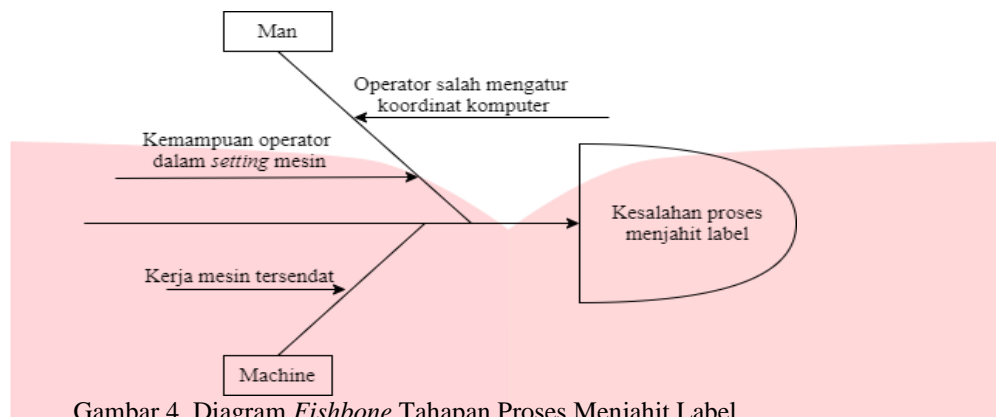 Man
Operator salah mengatur
koordinat komputer
Kemampuan operator
dalam setting mesin
Kesalahan proses
menjahit label
Kerja mesin tersendat
Machine
Gambar 4. Diagram Fishbone Tahapan Proses Menjahit Label